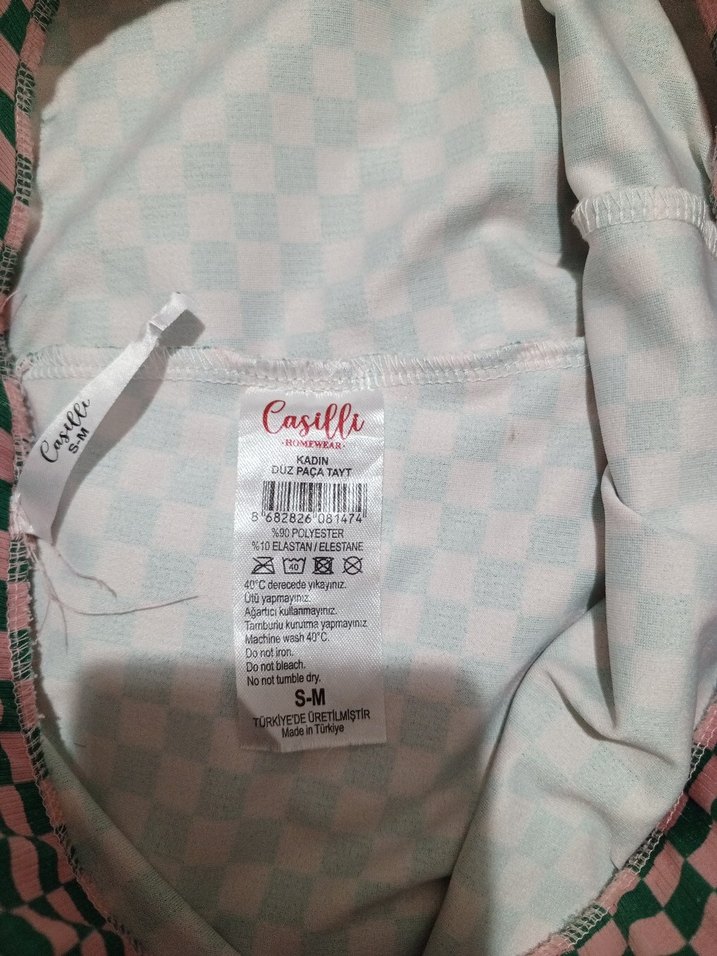 Casilli
S-M
Casilli
·HOMEWEAR·
KADIN
DÜZ PAÇA TAYT
8 682826 081474
%90 POLYESTER
%10 ELASTAN / ELESTANE
40
40°C derecede yıkayınız.
Ütü yapmayınız.
Ağartıcı kullanmayınız.
Tamburlu kurutma yapmayınız
Machine wash 40°C.
Do not iron.
Do not bleach.
No not tumble dry.
S-M
TÜRKİYE'DE ÜRETİLMİŞTİR
Made in Türkiye